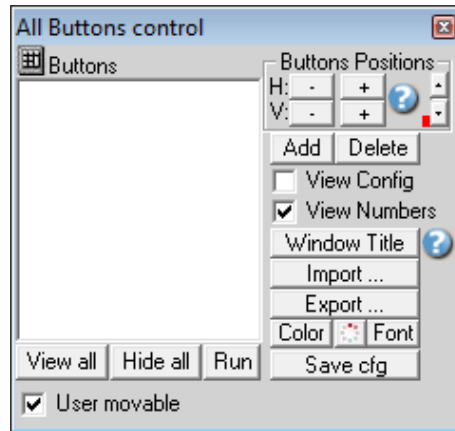 All Buttons control
Buttons
Buttons Positions
H: - +
V: - +
Add Delete
View Config
View Numbers
Window Title
Import ...
Export ...
Color Font
View all Hide all Run
Save cfg
User movable